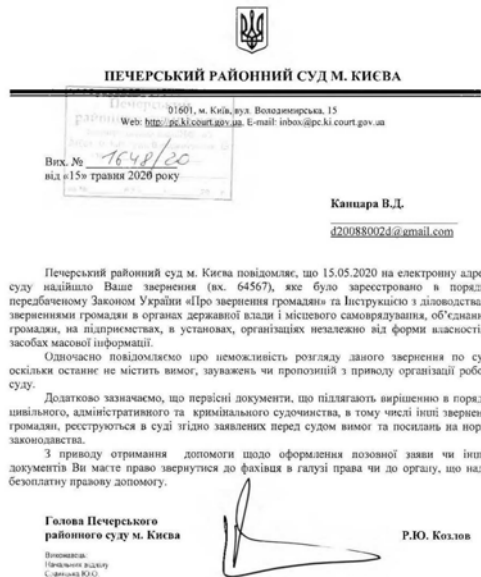 ПЕЧЕРСЬКИЙ РАЙОННИЙ СУД М. КИЄВА
01601, м. Київ, вул. Володимирська, 15
Web: http://pc.ki.court.gov.ua, E-mail: inbox@pc.ki.court.gov.ua
Вих. № 1648/20
від «15» травня 2020 року
Канцара В.Д.
d20088002d@gmail.com
Печерський районний суд м. Києва повідомляє, що 15.05.2020 на електронну адре
суду надійшло Ваше звернення (вх. 64567), яке було зареєстровано в поряд
передбаченому Законом України «Про звернення громадян» та Інструкцією з діловодства
зверненнями громадян в органах державної влади і місцевого самоврядування, об'єднанн
громадян, на підприємствах, в установах, організаціях незалежно від форми власності
засобах масової інформації.
Одночасно повідомляємо про неможливість розгляду даного звернення по су
оскільки останнє не містить вимог, зауважень чи пропозицій з приводу організації робо
суду.
Додатково зазначаємо, що первісні документи, що підлягають вирішенню в поряд
цивільного, адміністративного та кримінального судочинства, в тому числі інші звернен
громадян, реєструються в суді згідно заявлених перед судом вимог та посилань на нор
законодавства.
З приводу отримання допомоги щодо оформлення позовної заяви чи інш
документів Ви маєте право звернутися до фахівця в галузі права чи до органу, що над
безоплатну правову допомогу.
Голова Печерського
районного суду м. Києва
Р.Ю. Козлов
Виконавець:
Начальник відділу